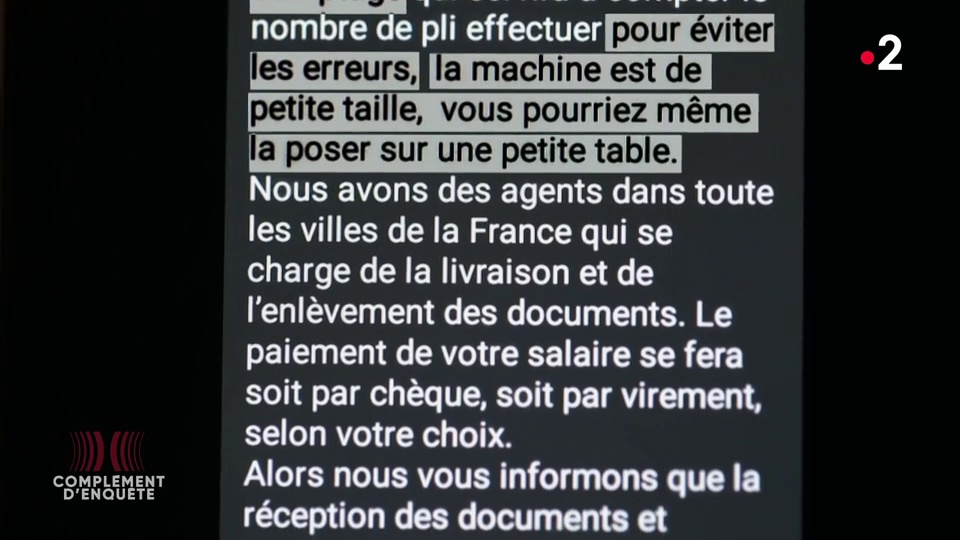 nombre de pli effectuer pour éviter
les erreurs, la machine est de
petite taille, vous pourriez même
la poser sur une petite table.
Nous avons des agents dans toute
les villes de la France qui se
charge de la livraison et de
l'enlèvement des documents. Le
paiement de votre salaire se fera
soit par chèque, soit par virement,
selon votre choix.
Alors nous vous informons que la
réception des documents et
2
COMPLÉMENT
D'ENQUÊTE